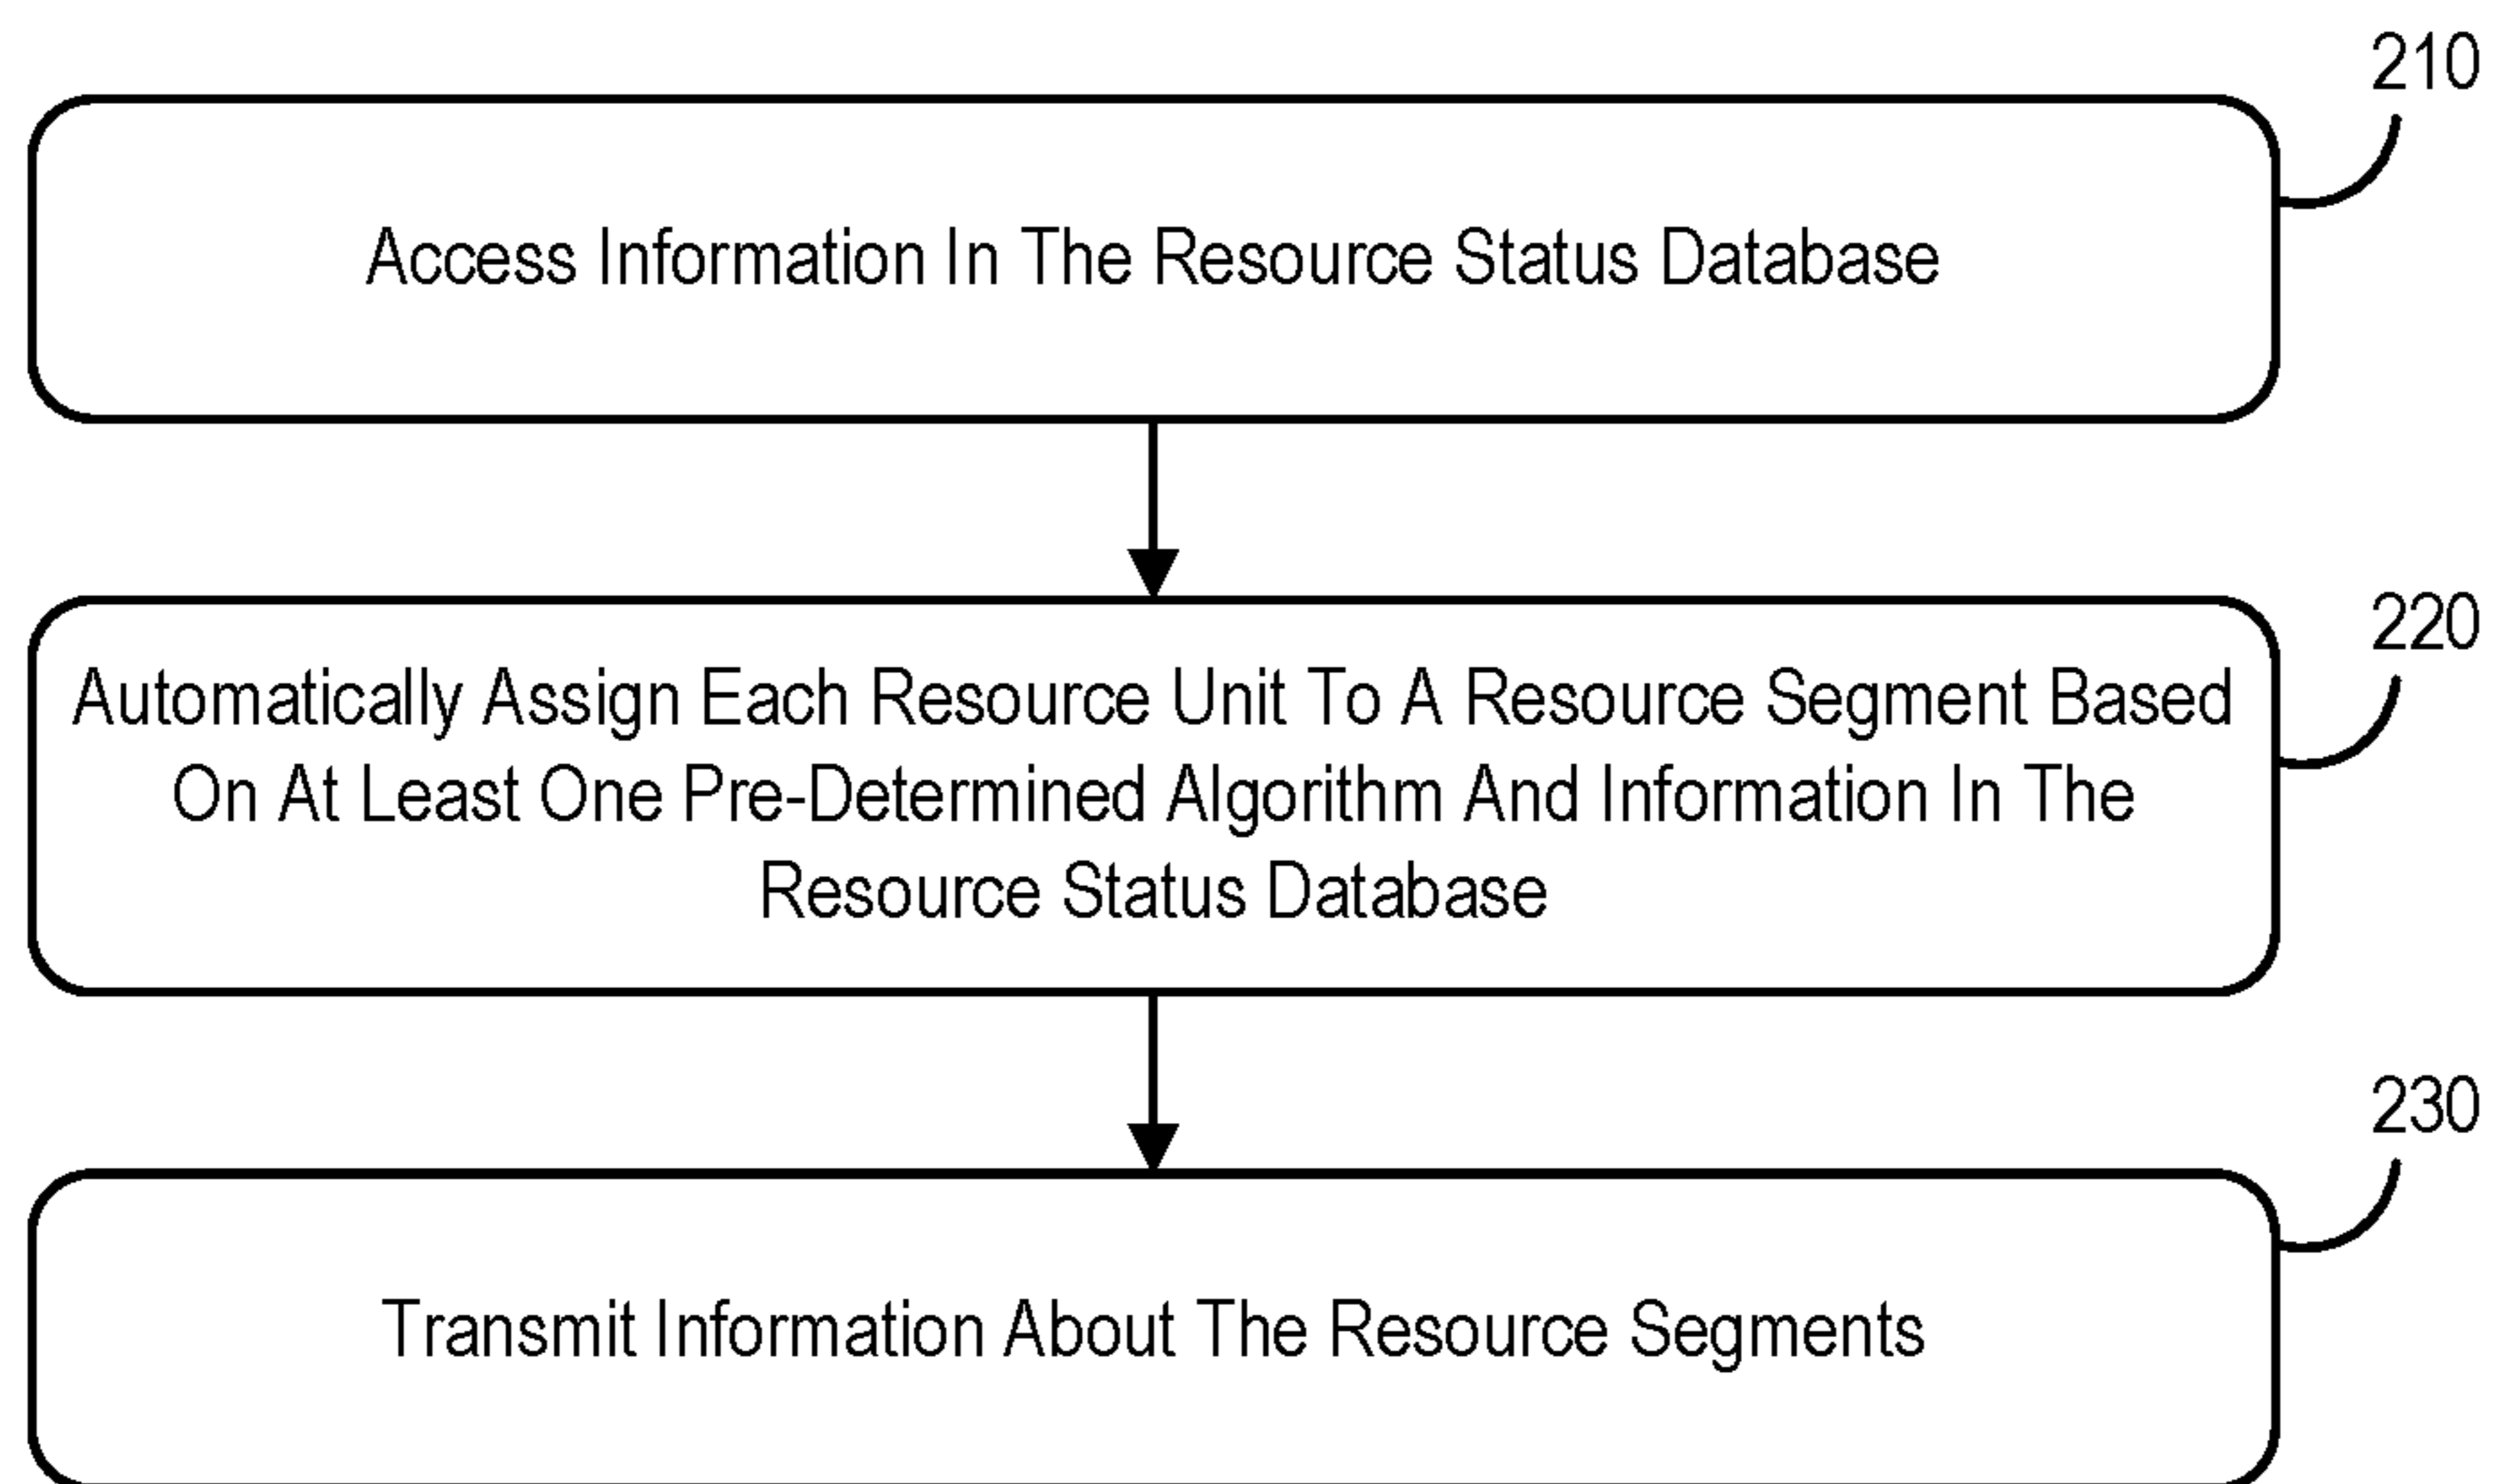 210
Access Information In The Resource Status Database
220
Automatically Assign Each Resource Unit To A Resource Segment Based
On At Least One Pre-Determined Algorithm And Information In The
Resource Status Database
230
Transmit Information About The Resource Segments